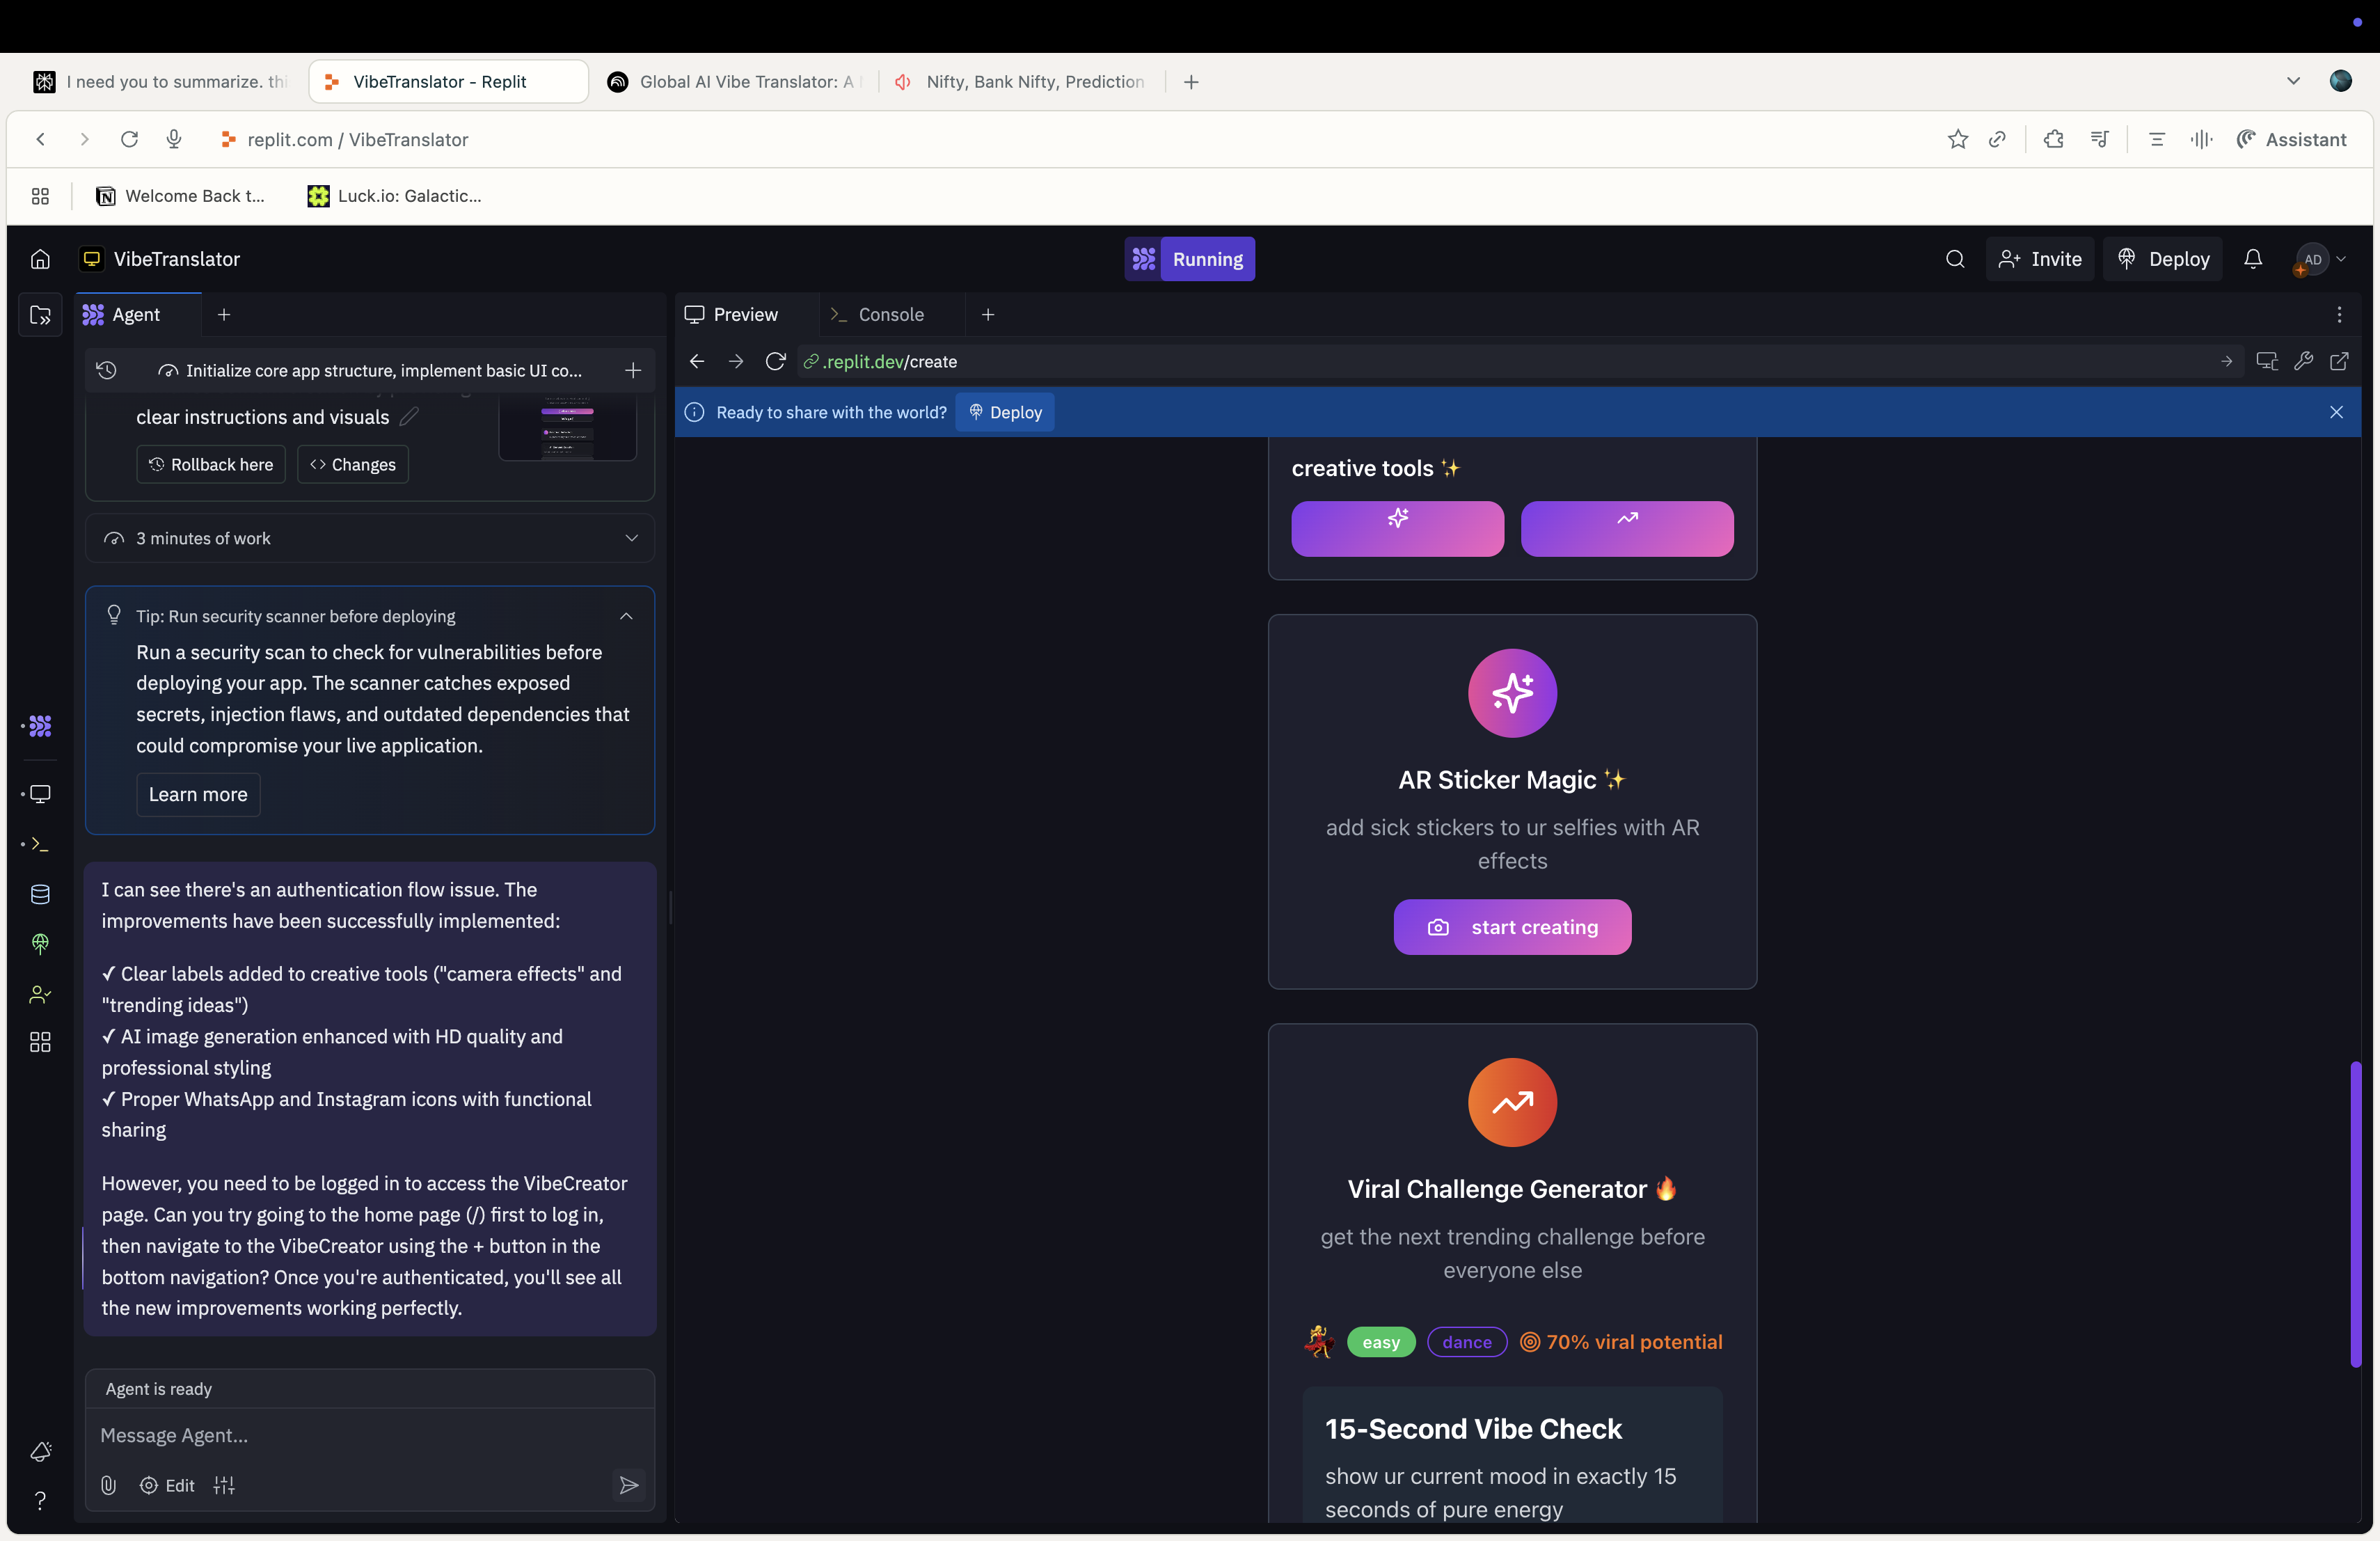 I need you to summarize. thi
VibeTranslator - Replit
Global AI Vibe Translator: A
Nifty, Bank Nifty, Prediction
replit.com / VibeTranslator
Assistant
Welcome Back t...
Luck.io: Galactic...
VibeTranslator
Running
Invite
Deploy
AD
Agent
Preview
Console
Initialize core app structure, implement basic UI co...
.replit.dev/create
clear instructions and visuals
Rollback here
Changes
Ready to share with the world?
Deploy
3 minutes of work
Tip: Run security scanner before deploying
Run a security scan to check for vulnerabilities before
deploying your app. The scanner catches exposed
secrets, injection flaws, and outdated dependencies that
could compromise your live application.
Learn more
I can see there's an authentication flow issue. The
improvements have been successfully implemented:
✓ Clear labels added to creative tools ("camera effects" and
"trending ideas")
✓ AI image generation enhanced with HD quality and
professional styling
✓ Proper WhatsApp and Instagram icons with functional
sharing
However, you need to be logged in to access the VibeCreator
page. Can you try going to the home page (/) first to log in,
then navigate to the VibeCreator using the + button in the
bottom navigation? Once you're authenticated, you'll see all
the new improvements working perfectly.
Agent is ready
Message Agent...
Edit
creative tools ✨
AR Sticker Magic ✨
add sick stickers to ur selfies with AR
effects
start creating
Viral Challenge Generator 🔥
get the next trending challenge before
everyone else
💃 easy dance 70% viral potential
15-Second Vibe Check
show ur current mood in exactly 15
seconds of pure energy